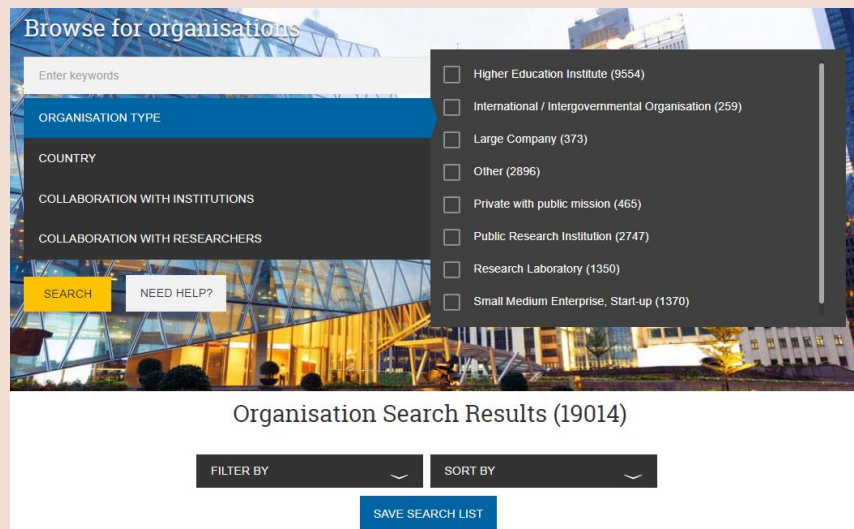 Browse for organisations
Enter keywords
ORGANISATION TYPE
COUNTRY
COLLABORATION WITH INSTITUTIONS
COLLABORATION WITH RESEARCHERS
SEARCH
NEED HELP?
Higher Education Institute (9554)
International / Intergovernmental Organisation (259)
Large Company (373)
Other (2896)
Private with public mission (465)
Public Research Institution (2747)
Research Laboratory (1350)
Small Medium Enterprise, Start-up (1370)
Organisation Search Results (19014)
FILTER BY
SORT BY
SAVE SEARCH LIST